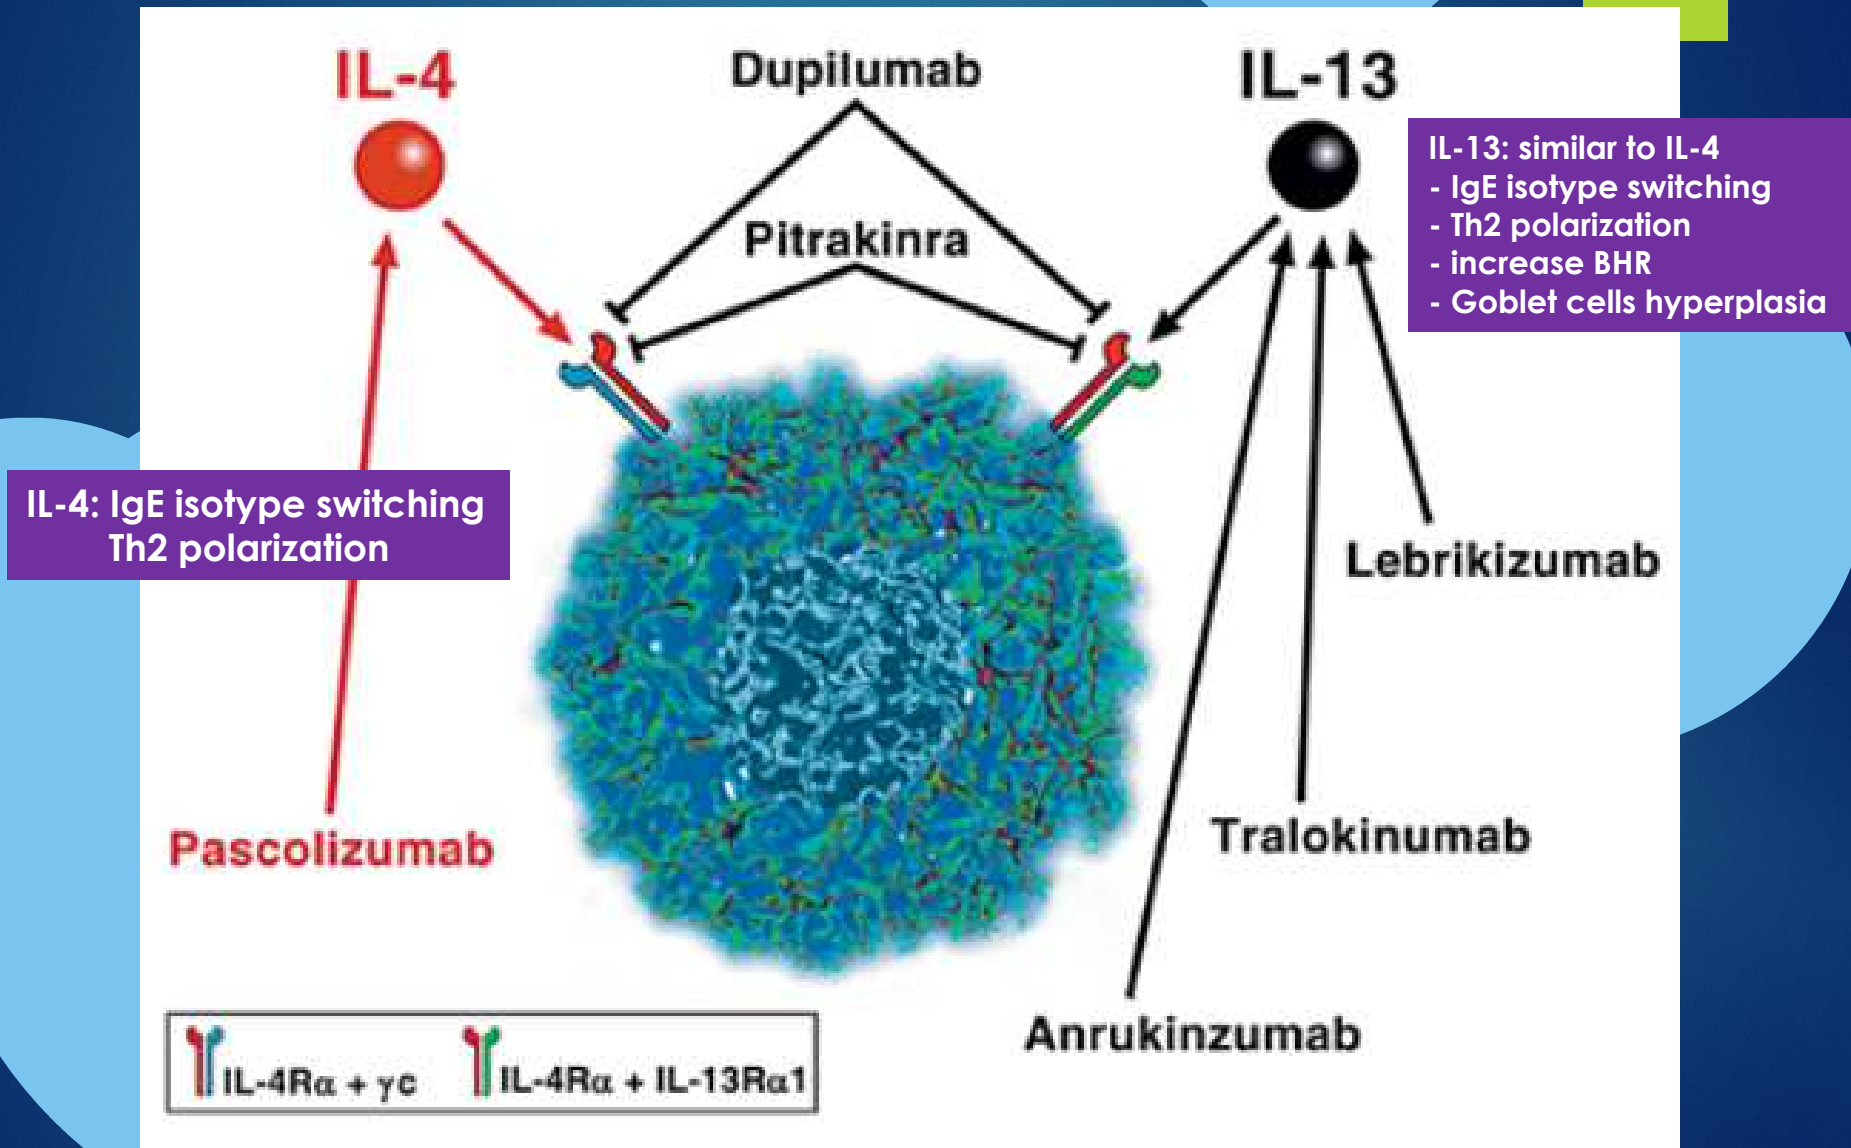 IL-4
Dupilumab
IL-13
IL-13: similar to IL-4
- IgE isotype switching
- Th2 polarization
- increase BHR
- Goblet cells hyperplasia
Pitrakinra
IL-4: IgE isotype switching
Th2 polarization
Lebrikizumab
Pascolizumab
Tralokinumab
Anrukinzumab
IL-4Rα + γc
IL-4Rα + IL-13Rα1